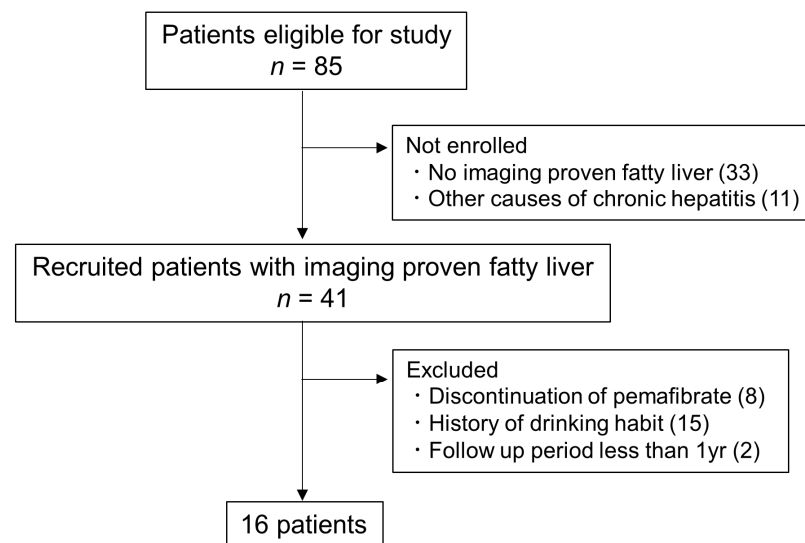 Patients eligible for study
n = 85
Not enrolled
・No imaging proven fatty liver (33)
・Other causes of chronic hepatitis (11)
Recruited patients with imaging proven fatty liver
n = 41
Excluded
・Discontinuation of pemafibrate (8)
・History of drinking habit (15)
・Follow up period less than 1yr (2)
16 patients